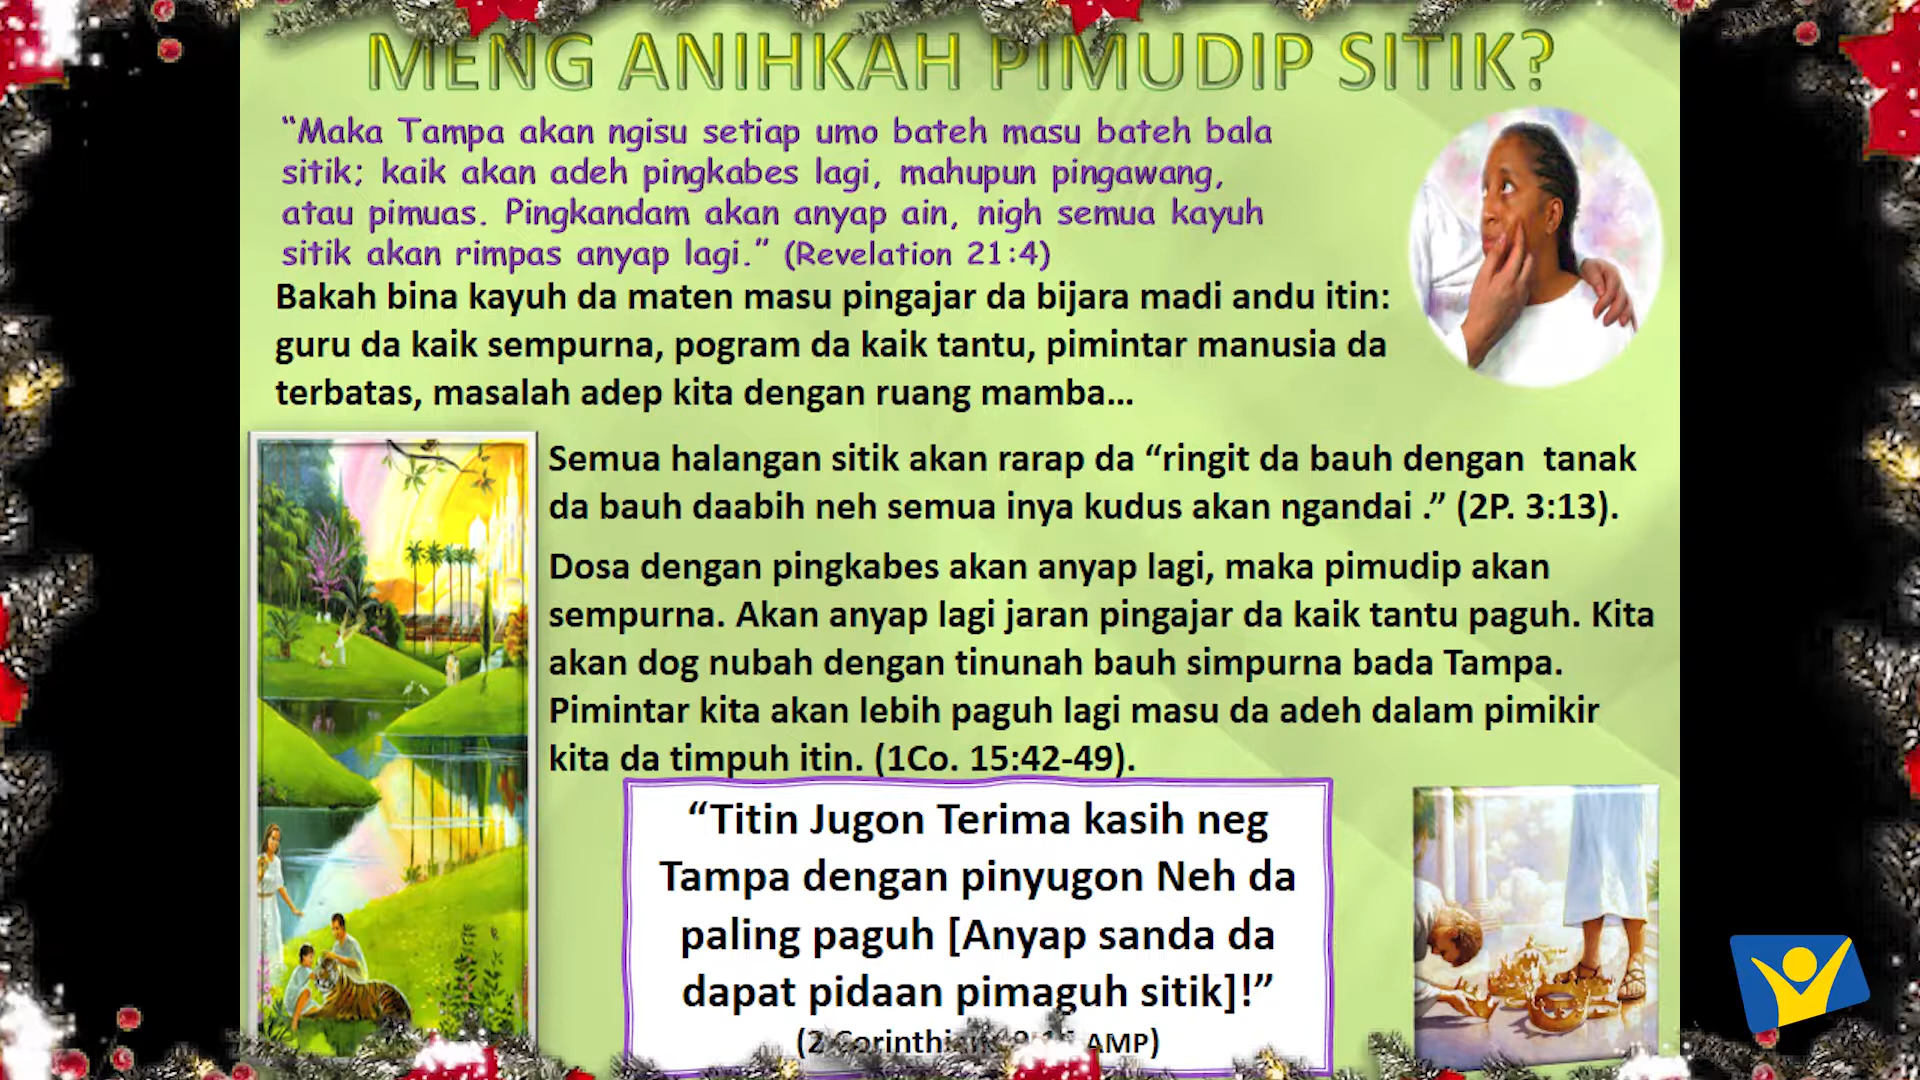 MENG ANIHKAH PIMUDIP SITIK?
“Maka Tampa akan ngisu setiap umo bateh masu bateh bala
sitik; kaik akan adeh pingkabes lagi, mahupun pingawang,
atau pimuas. Pingkandam akan anyap ain, nigh semua kayuh
sitik akan rimpas anyap lagi.” (Revelation 21:4)
Bakah bina kayuh da maten masu pingajar da bijara madi andu itin:
guru da kaik sempurna, pogram da kaik tantu, pimintar manusia da
terbatas, masalah adep kita dengan ruang mamba...
Semua halangan sitik akan rarap da “ringit da bauh dengan tanak
da bauh daabih neh semua inya kudus akan ngandai .” (2P. 3:13).
Dosa dengan pingkabes akan anyap lagi, maka pimudip akan
sempurna. Akan anyap lagi jaran pingajar da kaik tantu paguh. Kita
akan dog nubah dengan tinunah bauh simpurna bada Tampa.
Pimintar kita akan lebih paguh lagi masu da adeh dalam pimikir
kita da timpuh itin. (1Co. 15:42-49).
“Titin Jugon Terima kasih neg
Tampa dengan pinyugon Neh da
paling paguh [Anyap sanda da
dapat pidaan pimaguh sitik]!”
(2 AMP)